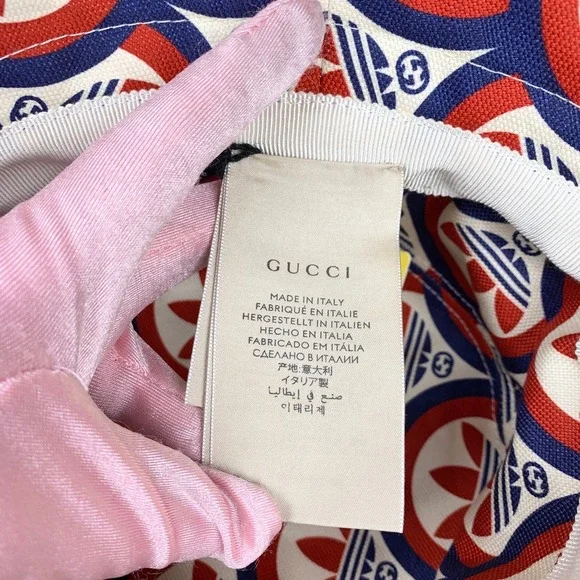 GUCCI
MADE IN ITALY
FABRIQUÉ EN ITALIE
HERGESTELLT IN ITALIEN
HECHO EN ITALIA
FABRICADO EM ITÁLIA
СДЕЛАНО В ИТАЛИИ
产地:意大利
イタリア製
صنع في إيطاليا
이태리제